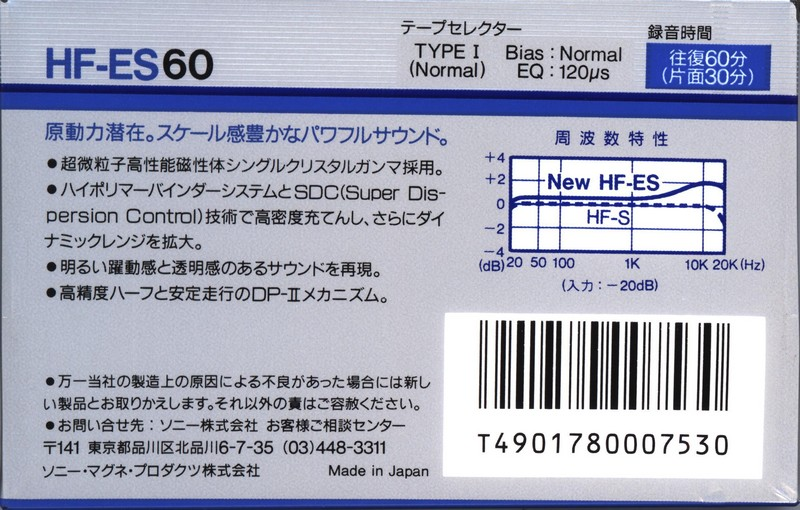 HF-ES60
テープセレクター
TYPE I (Normal)
Bias : Normal
EQ : 120µs
録音時間
往復60分
(片面30分)
原動力潜在。スケール感豊かなパワフルサウンド。
●超微粒子高性能磁性体シングルクリスタルガンマ採用。
●ハイポリマーバインダーシステムとSDC(Super Dis-
persion Control)技術で高密度充てんし、さらにダイ
ナミックレンジを拡大。
●明るい躍動感と透明感のあるサウンドを再現。
●高精度ハーフと安定走行のDP-Ⅱメカニズム。
周波数特性
+4
+2
0
-2
-4
New HF-ES
HF-S
(dB) 20 50 100 1K 10K 20K(Hz)
(入力:-20dB)
●万一当社の製造上の原因による不良があった場合には新し
い製品とお取りかえします。それ以外の責はご容赦ください。
●お問い合せ先:ソニー株式会社 お客様ご相談センター
〒141 東京都品川区北品川6-7-35 (03)448-3311
ソニー・マグネ・プロダクツ株式会社 Made in Japan
T4901780007530